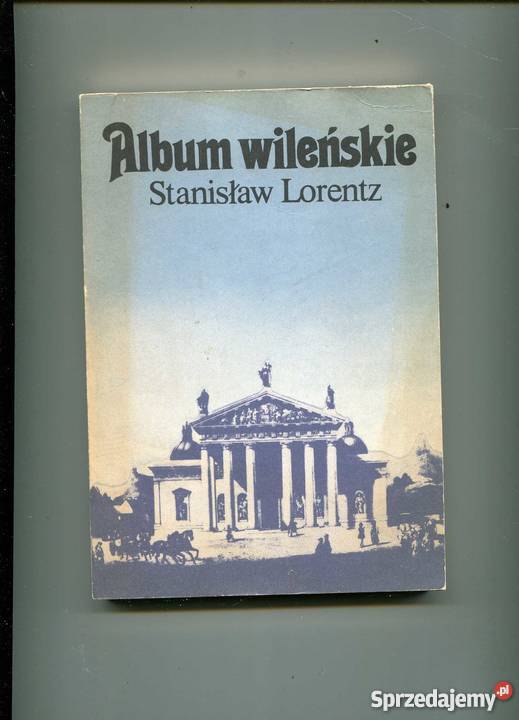 Album wileńskie
Stanisław Lorentz
Sprzedajemy.pl